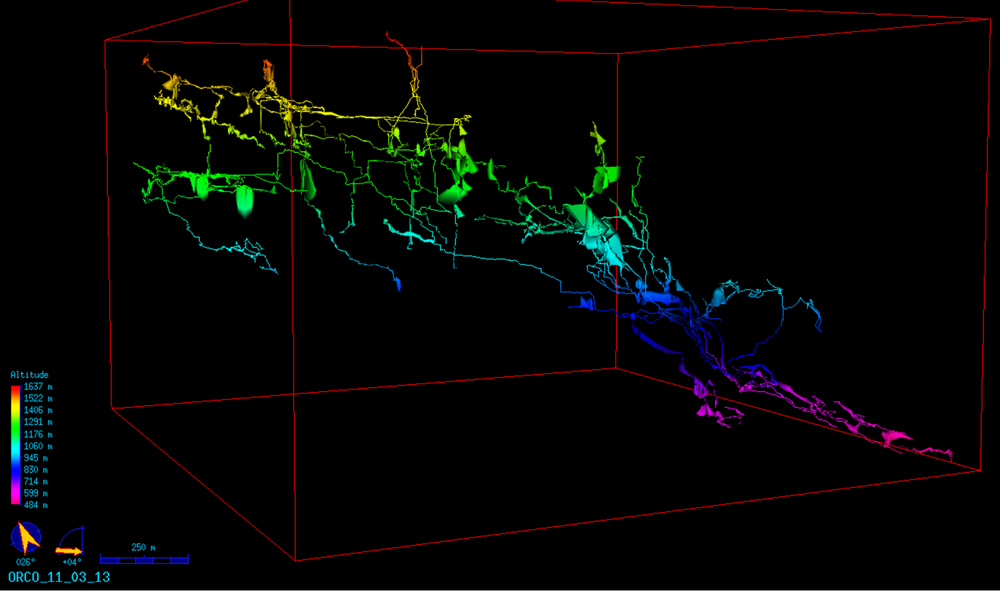 Altitude
1637 m
1522 m
1406 m
1291 m
1176 m
1060 m
945 m
830 m
714 m
599 m
484 m
250 m
026° +04°
ORCO_11_03_13